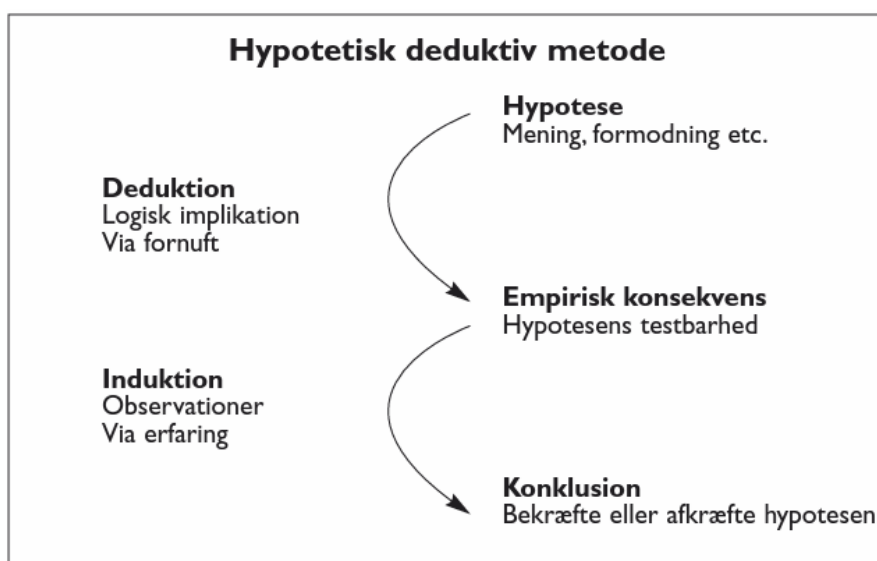 Hypotetisk deduktiv metode
Hypotese
Mening, formodning etc.
Deduktion
Logisk implikation
Via fornuft
Empirisk konsekvens
Hypotesens testbarhed
Induktion
Observationer
Via erfaring
Konklusion
Bekræfte eller afkræfte hypotesen